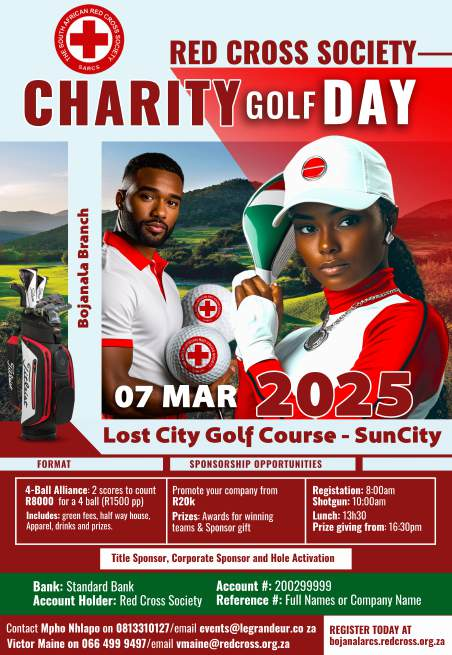 THE SOUTH AFRICAN RED CROSS SOCIETY
SARCS
RED CROSS SOCIETY
CHARITY GOLF DAY
Bojanala Branch
Titleist
07 MAR 2025
Lost City Golf Course - SunCity
FORMAT
SPONSORSHIP OPPORTUNITIES
4-Ball Alliance: 2 scores to count
R8000 for a 4 ball (R1500 pp)
Includes: green fees, half way house,
Apparel, drinks and prizes.
Promote your company from
R20k
Prizes: Awards for winning
teams & Sponsor gift
Registation: 8:00am
Shotgun: 10:00am
Lunch: 13h30
Prize giving from: 16:30pm
Title Sponsor, Corporate Sponsor and Hole Activation
Bank: Standard Bank
Account Holder: Red Cross Society
Account #: 200299999
Reference #: Full Names or Company Name
Contact Mpho Nhlapo on 0813310127/email events@legrandeur.co za
Victor Maine on 066 499 9497/email vmaine@redcross.org.za
REGISTER TODAY AT
bojanalarcs.redcross.org.za